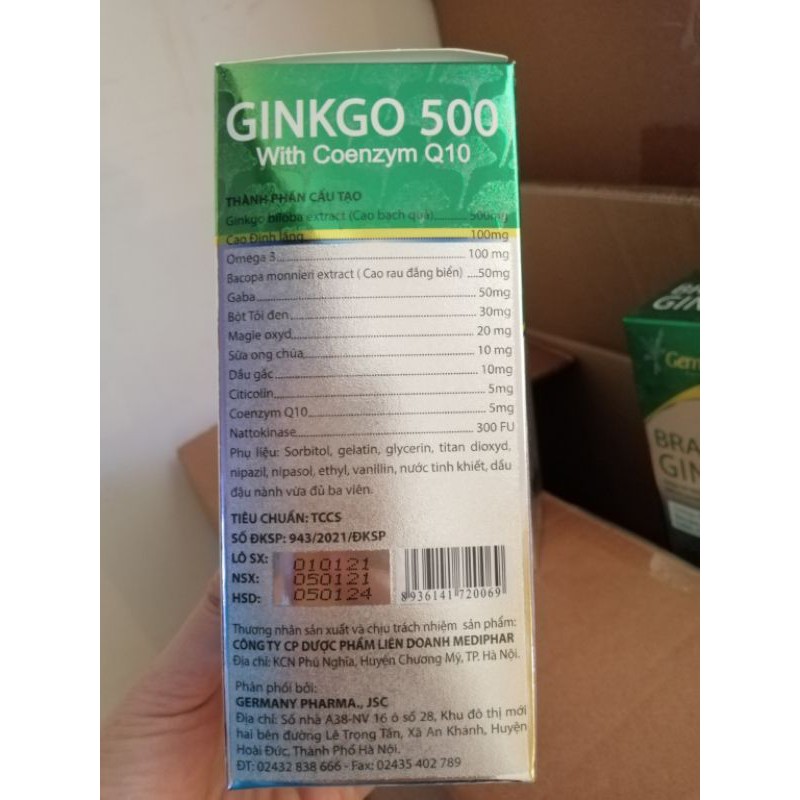 GINKGO 500
With Coenzym Q10
THÀNH PHẦN CẤU TẠO
Ginkgo biloba extract (Cao bạch quả)..........500mg
Cao Đinh lăng..........100mg
Omega 3..........100 mg
Bacopa monnieri extract ( Cao rau đắng biển) ...50mg
Gaba..........50mg
Bột Tỏi đen..........30mg
Magie oxyd..........20 mg
Sữa ong chúa..........10 mg
Dầu gấc..........10mg
Citicolin..........5mg
Coenzym Q10..........5mg
Nattokinase..........300 FU
Phụ liệu: Sorbitol, gelatin, glycerin, titan dioxyd,
nipazil, nipasol, ethyl, vanillin, nước tinh khiết, dầu
đậu nành vừa đủ ba viên.
TIÊU CHUẨN: TCCS
SỐ ĐKSP: 943/2021/ĐKSP
LÔ SX: 010121
NSX: 050121
HSD: 050124
8936141720069
Thương nhân sản xuất và chịu trách nhiệm sản phẩm:
CÔNG TY CP DƯỢC PHẨM LIÊN DOANH MEDIPHAR
Địa chỉ: KCN Phú Nghĩa, Huyện Chương Mỹ, TP. Hà Nội.
Phân phối bởi:
GERMANY PHARMA., JSC
Địa chỉ: Số nhà A38-NV 16 ô số 28, Khu đô thị mới
hai bên đường Lê Trọng Tấn, Xã An Khánh, Huyện
Hoài Đức, Thành Phố Hà Nội.
ĐT: 02432 838 666 - Fax: 02435 402 789